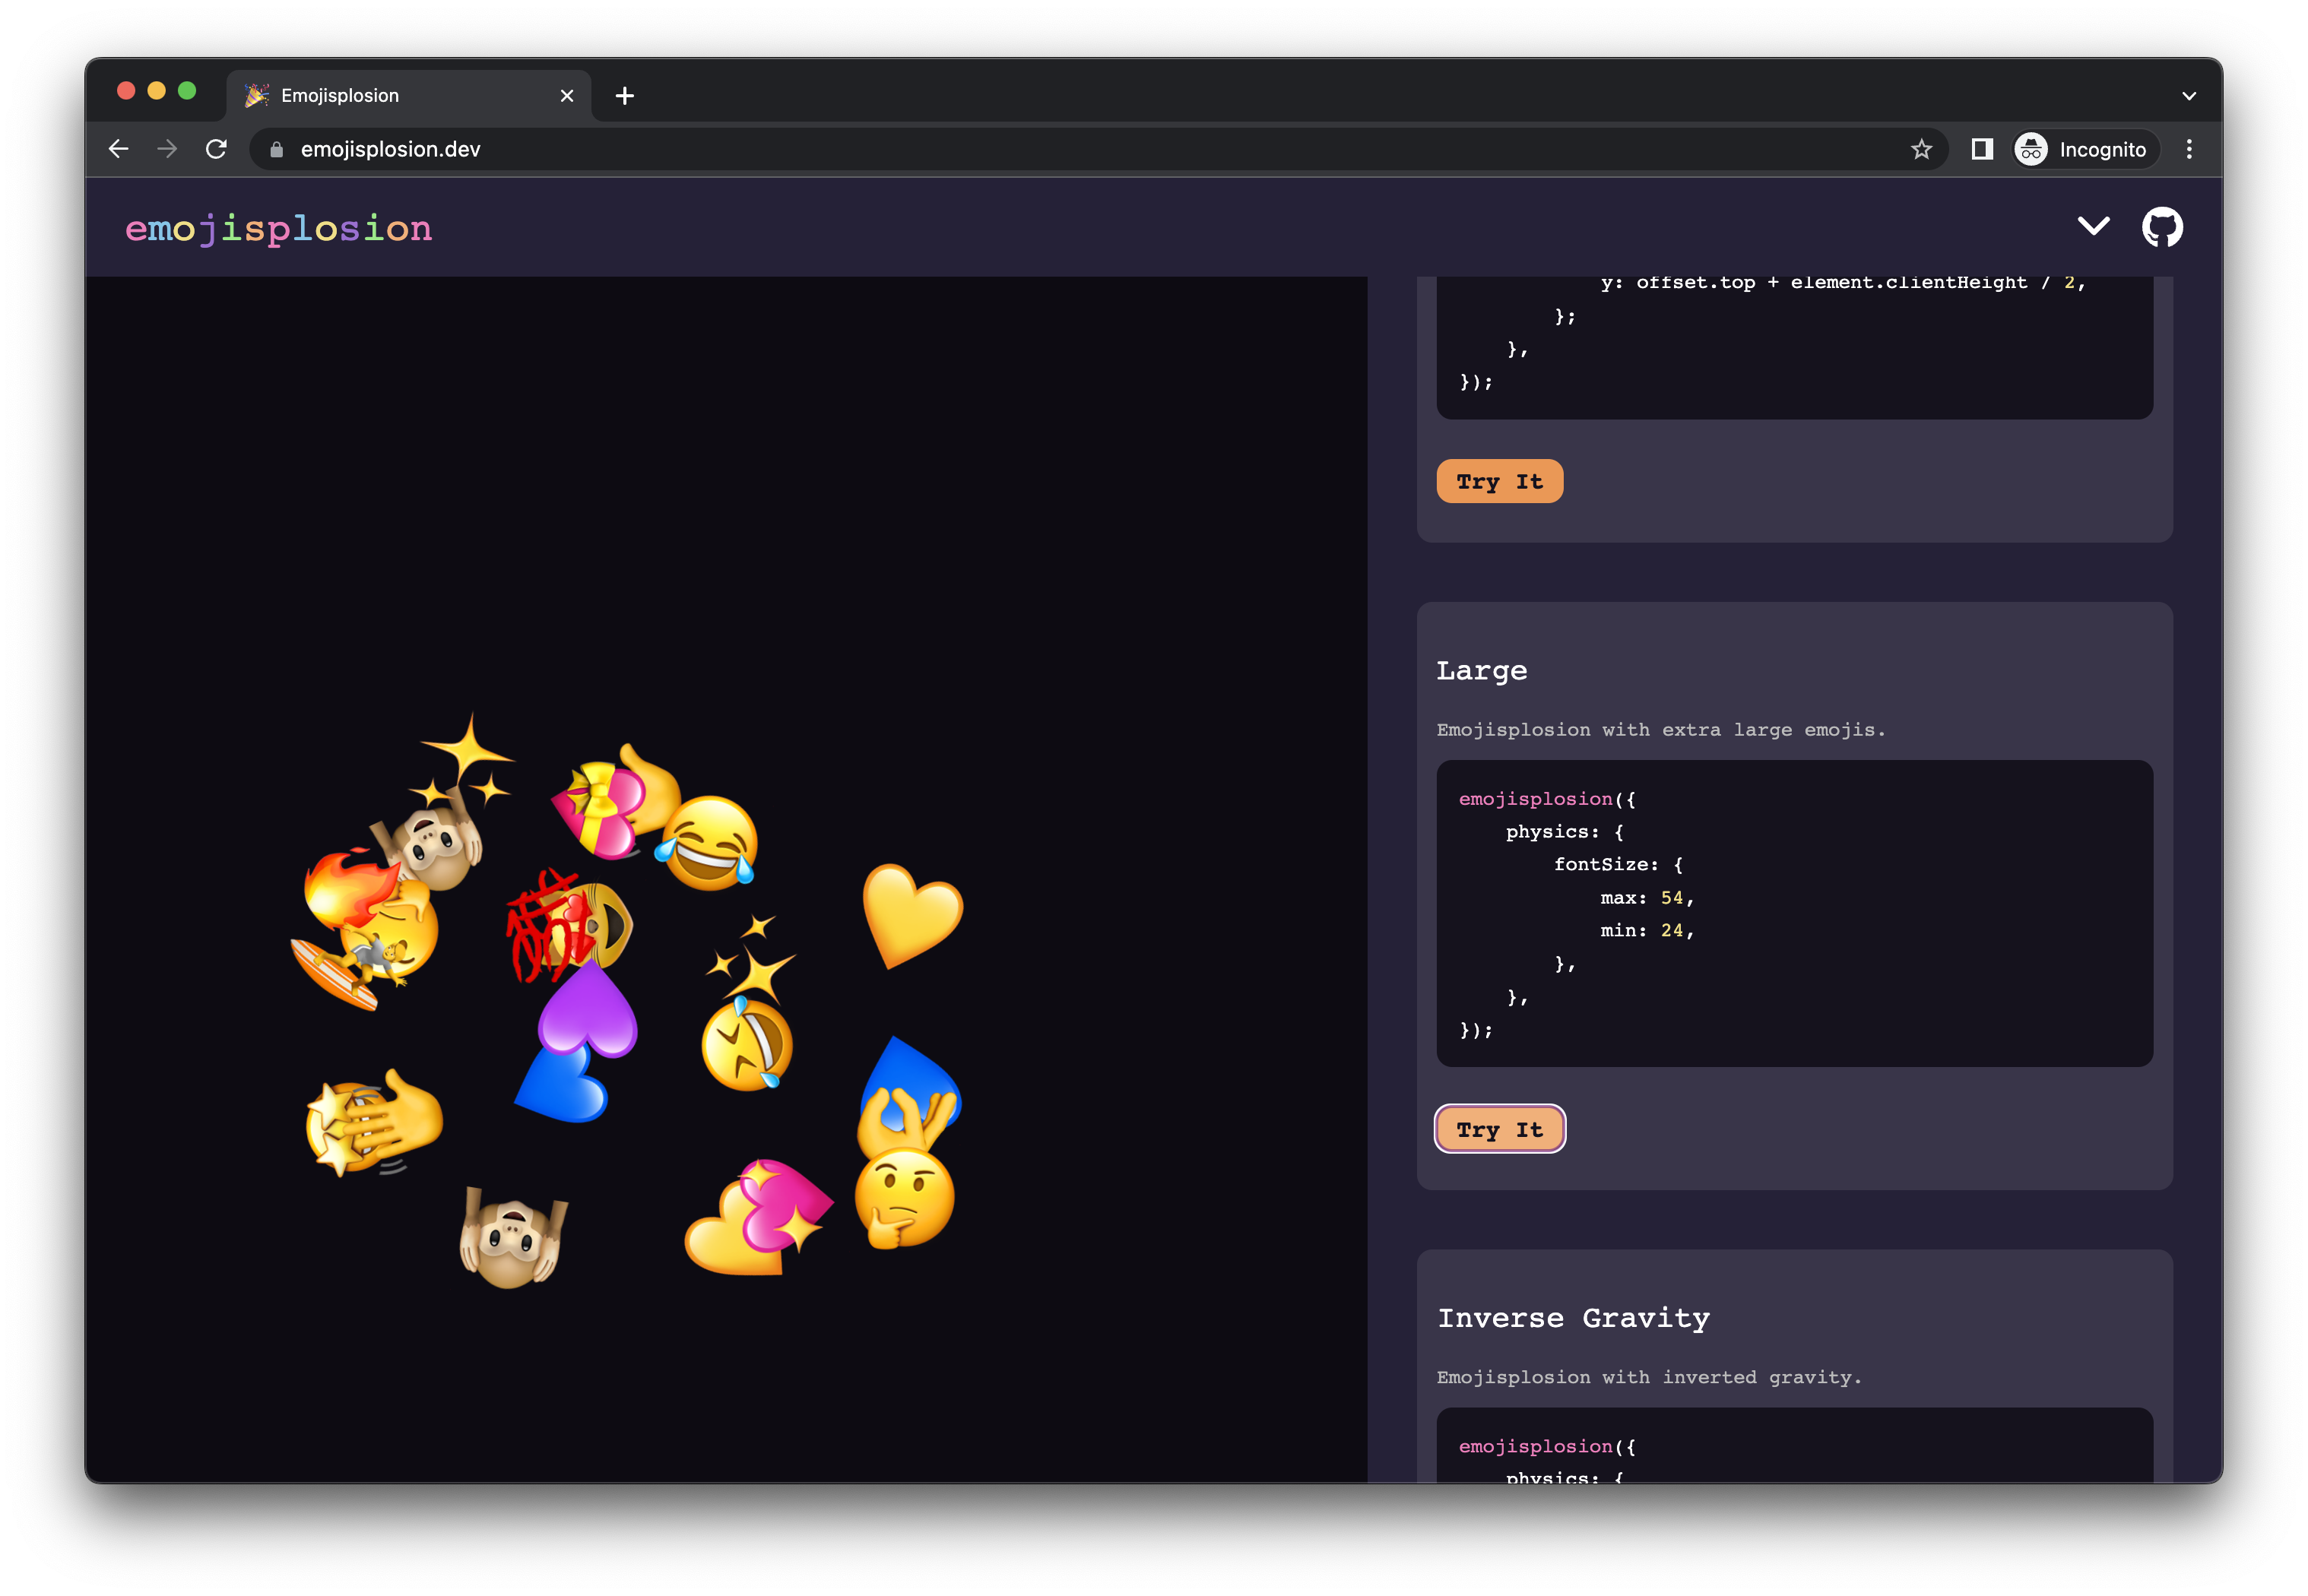 Emojisplosion
emojisplosion.dev
Incognito
emojisplosion
y: offset.top + element.clientHeight / 2,
};
},
});
Try It
Large
Emojisplosion with extra large emojis.
emojisplosion({
physics: {
fontSize: {
max: 54,
min: 24,
},
},
});
Try It
Inverse Gravity
Emojisplosion with inverted gravity.
emojisplosion({
physics: {